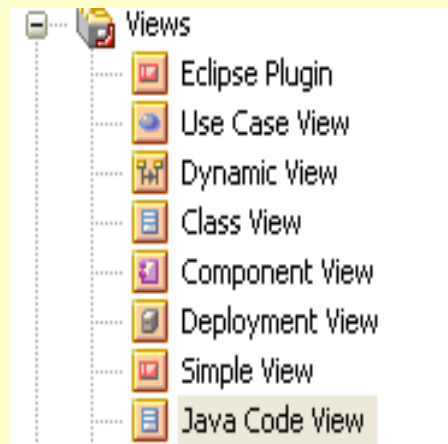 Views
Eclipse Plugin
Use Case View
Dynamic View
Class View
Component View
Deployment View
Simple View
Java Code View